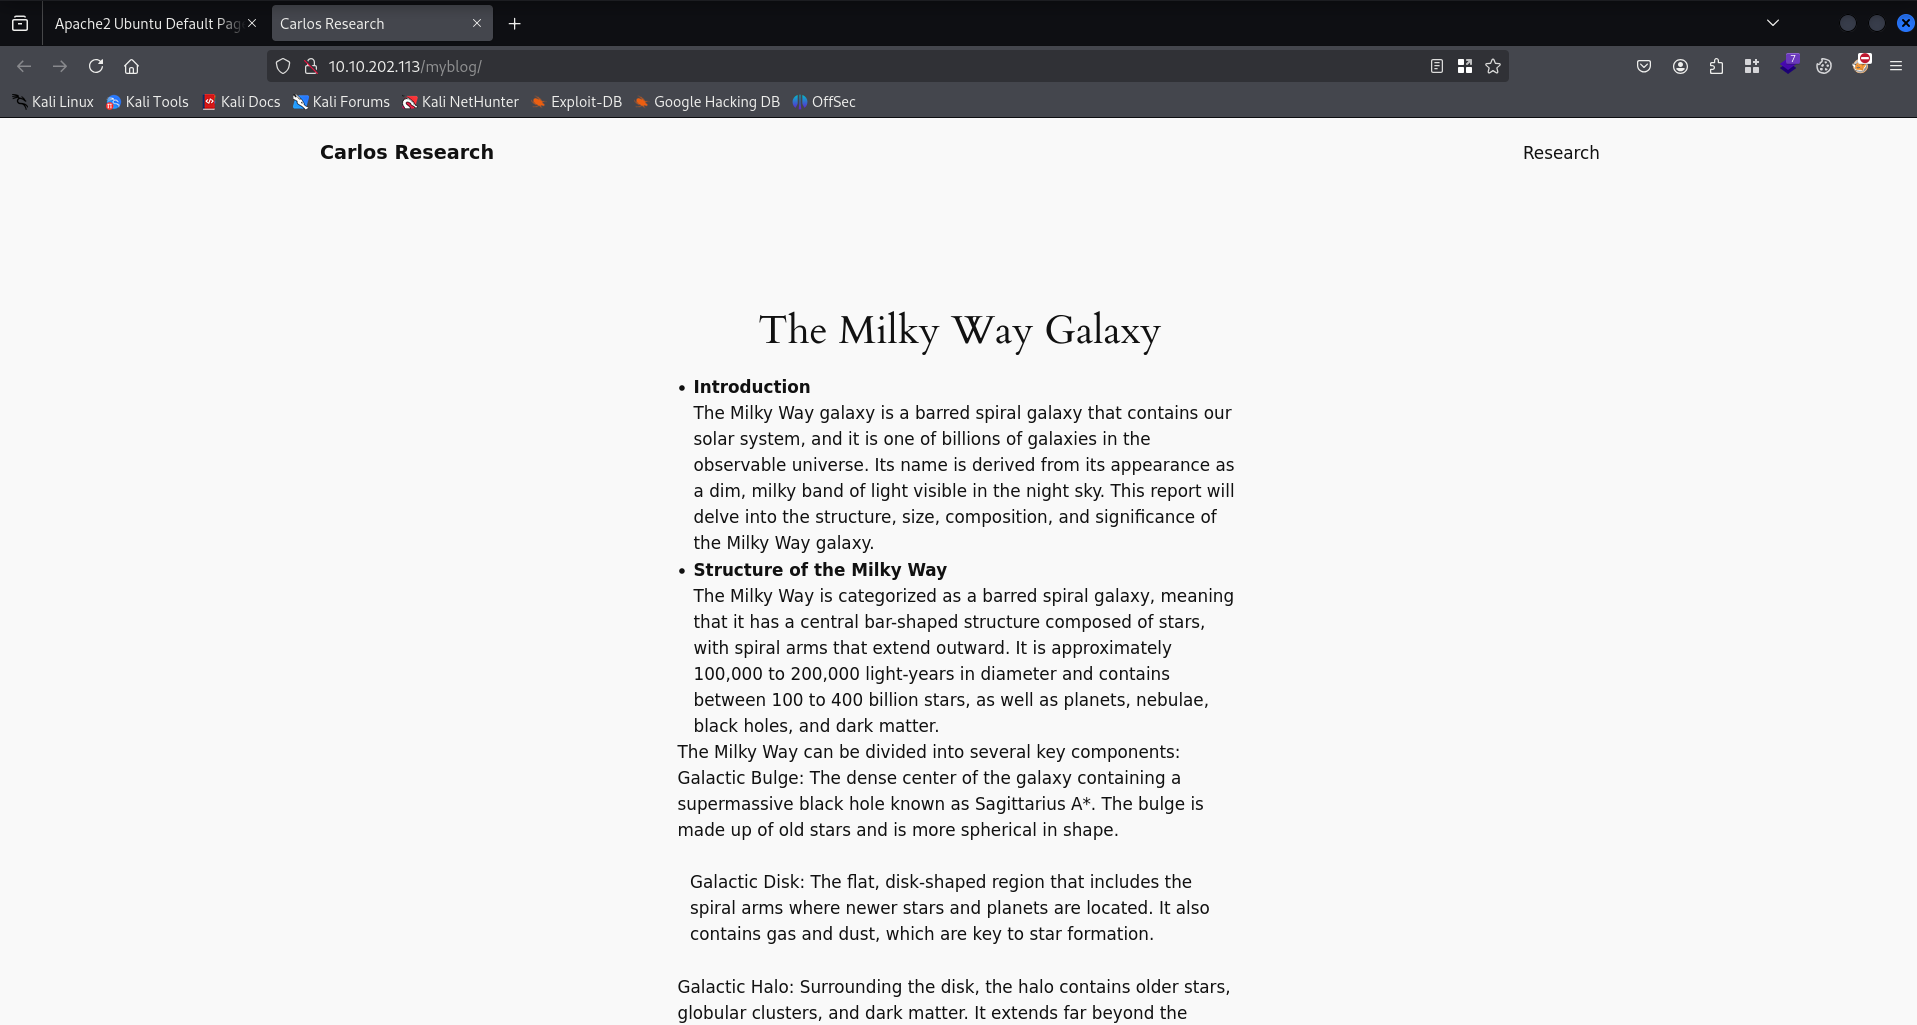 Apache2 Ubuntu Default Pag
Carlos Research
10.10.202.113/myblog/
7
Kali Linux
Kali Tools
Kali Docs
Kali Forums
Kali NetHunter
Exploit-DB
Google Hacking DB
OffSec
Carlos Research
Research
The Milky Way Galaxy
• Introduction
The Milky Way galaxy is a barred spiral galaxy that contains our
solar system, and it is one of billions of galaxies in the
observable universe. Its name is derived from its appearance as
a dim, milky band of light visible in the night sky. This report will
delve into the structure, size, composition, and significance of
the Milky Way galaxy.
• Structure of the Milky Way
The Milky Way is categorized as a barred spiral galaxy, meaning
that it has a central bar-shaped structure composed of stars,
with spiral arms that extend outward. It is approximately
100,000 to 200,000 light-years in diameter and contains
between 100 to 400 billion stars, as well as planets, nebulae,
black holes, and dark matter.
The Milky Way can be divided into several key components:
Galactic Bulge: The dense center of the galaxy containing a
supermassive black hole known as Sagittarius A*. The bulge is
made up of old stars and is more spherical in shape.
Galactic Disk: The flat, disk-shaped region that includes the
spiral arms where newer stars and planets are located. It also
contains gas and dust, which are key to star formation.
Galactic Halo: Surrounding the disk, the halo contains older stars,
globular clusters, and dark matter. It extends far beyond the